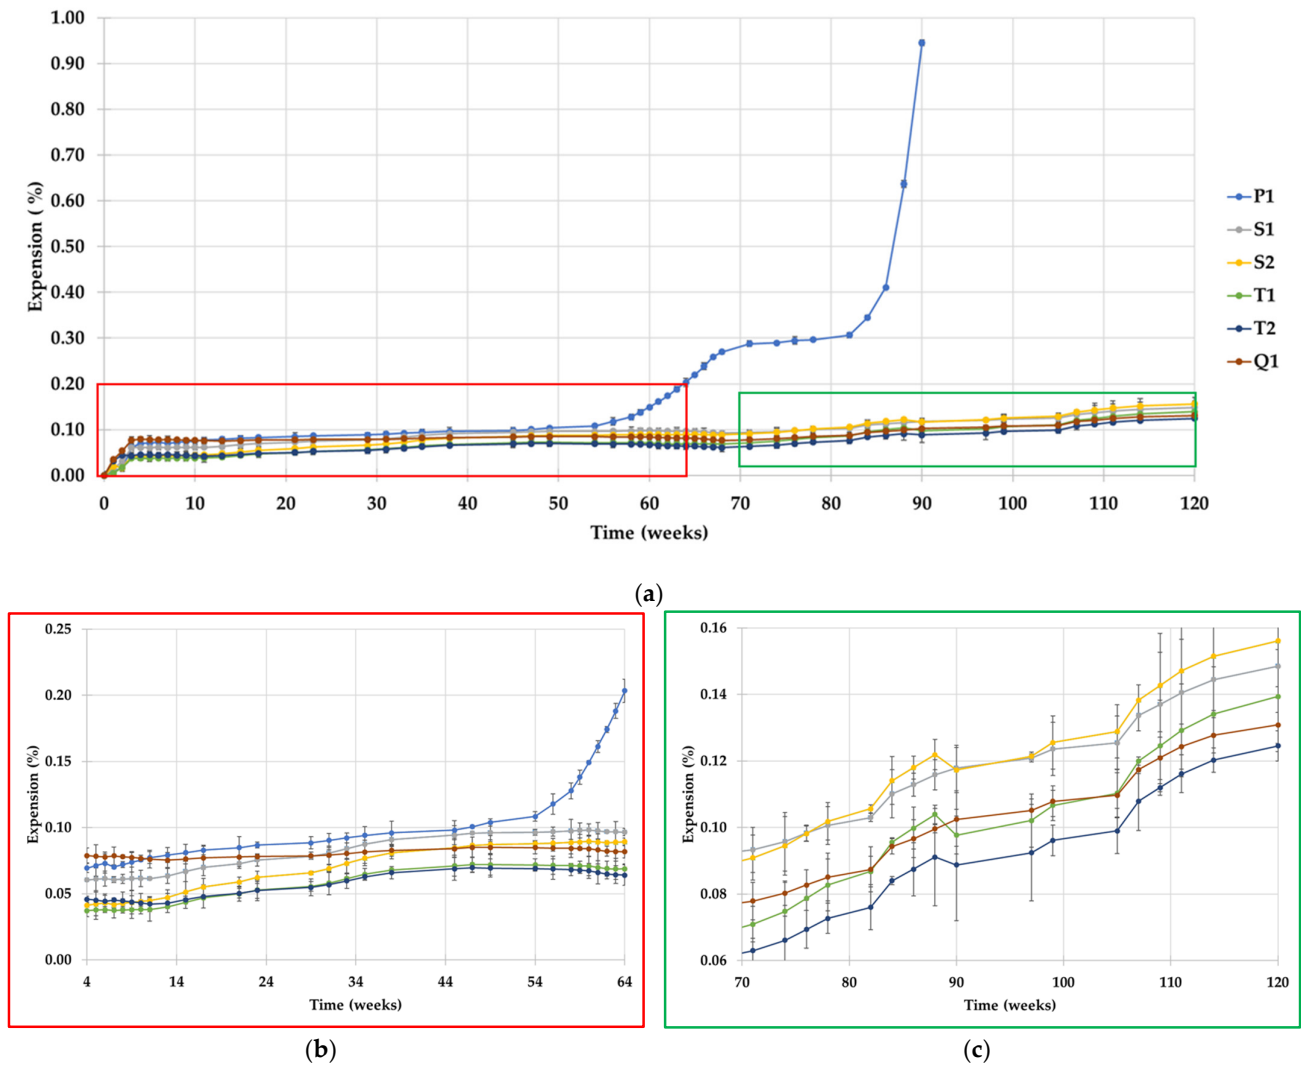 1.00
0.90
0.80
0.70
0.60
0.50
0.40
0.30
0.20
0.10
0.00
Expension ( %)
0 10 20 30 40 50 60 70 80 90 100 110 120
Time (weeks)
P1
S1
S2
T1
T2
Q1
(a)
0.25
0.20
0.15
0.10
0.05
0.00
Expension (%)
4 14 24 34 44 54 64
Time (weeks)
(b)
0.16
0.14
0.12
0.10
0.08
0.06
Expension (%)
70 80 90 100 110 120
Time (weeks)
(c)